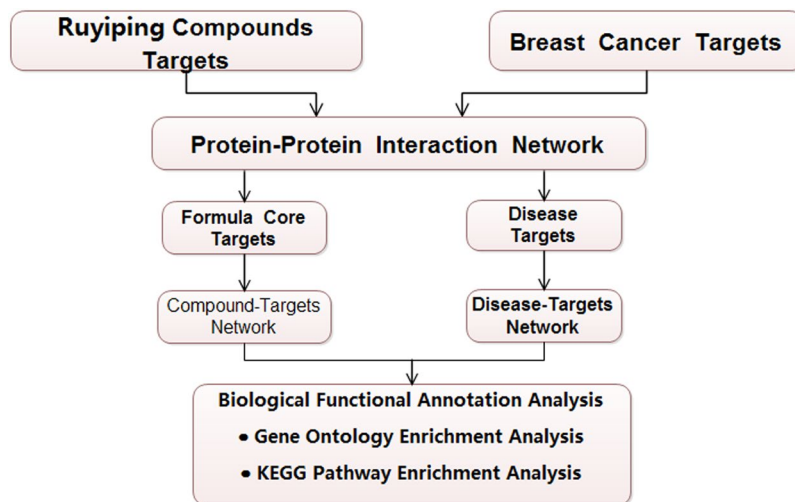 Ruyiping Compounds
Targets
Breast Cancer Targets
Protein-Protein Interaction Network
Formula Core
Targets
Disease
Targets
Compound-Targets
Network
Disease-Targets
Network
Biological Functional Annotation Analysis
• Gene Ontology Enrichment Analysis
• KEGG Pathway Enrichment Analysis